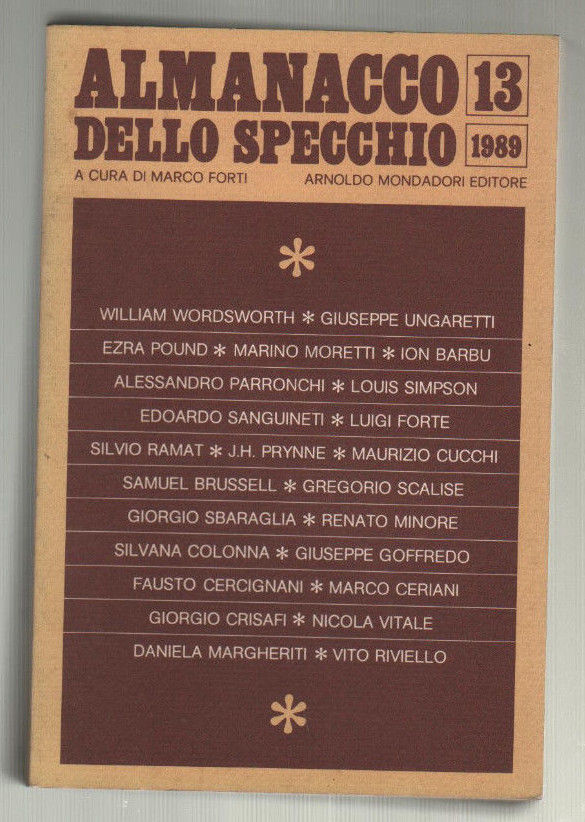 ALMANACCO 13
DELLO SPECCHIO 1989
A CURA DI MARCO FORTI ARNOLDO MONDADORI EDITORE
*
WILLIAM WORDSWORTH * GIUSEPPE UNGARETTI
EZRA POUND * MARINO MORETTI * ION BARBU
ALESSANDRO PARRONCHI * LOUIS SIMPSON
EDOARDO SANGUINETI * LUIGI FORTE
SILVIO RAMAT * J.H. PRYNNE * MAURIZIO CUCCHI
SAMUEL BRUSSELL * GREGORIO SCALISE
GIORGIO SBARAGLIA * RENATO MINORE
SILVANA COLONNA * GIUSEPPE GOFFREDO
FAUSTO CERCIGNANI * MARCO CERIANI
GIORGIO CRISAFI * NICOLA VITALE
DANIELA MARGHERITI * VITO RIVIELLO
*